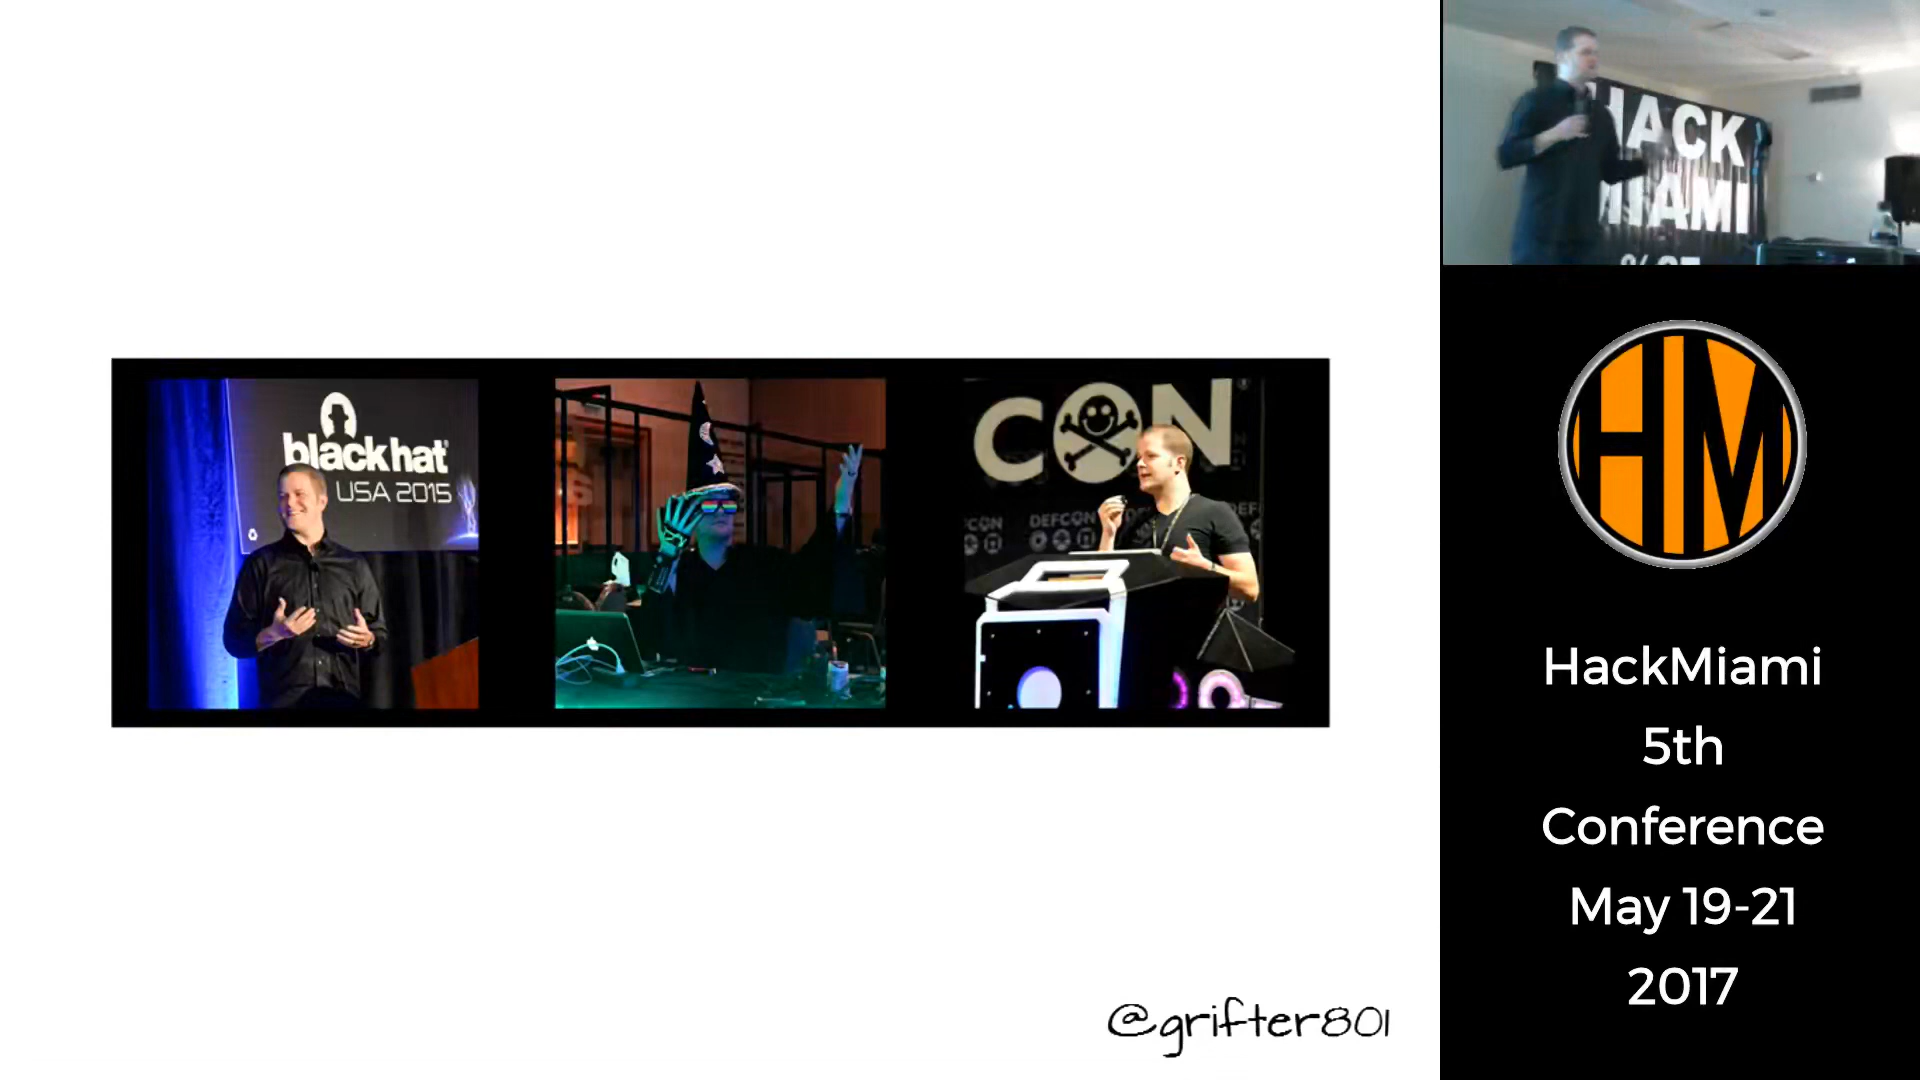 HACK
MIAMI
blackhat
USA 2015
CON
DEFCON
HM
HackMiami
5th
Conference
May 19-21
2017
@grifter801